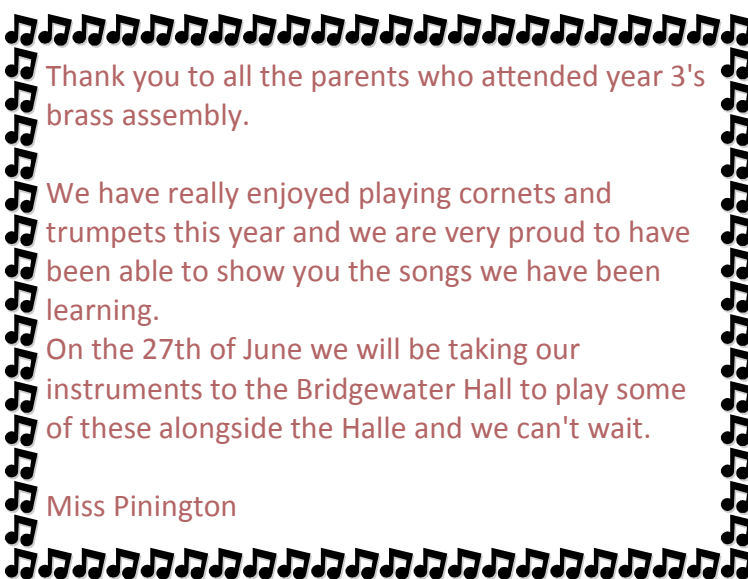 Thank you to all the parents who attended year 3's
brass assembly.
We have really enjoyed playing cornets and
trumpets this year and we are very proud to have
been able to show you the songs we have been
learning.
On the 27th of June we will be taking our
instruments to the Bridgewater Hall to play some
of these alongside the Halle and we can't wait.
Miss Pinington